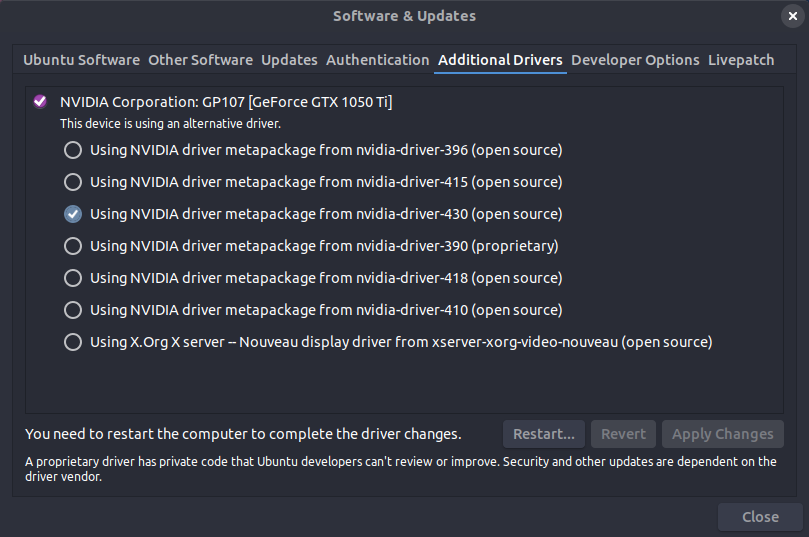 Software & Updates
Ubuntu Software Other Software Updates Authentication Additional Drivers Developer Options Livepatch
NVIDIA Corporation: GP107 [GeForce GTX 1050 Ti]
This device is using an alternative driver.
Using NVIDIA driver metapackage from nvidia-driver-396 (open source)
Using NVIDIA driver metapackage from nvidia-driver-415 (open source)
Using NVIDIA driver metapackage from nvidia-driver-430 (open source)
Using NVIDIA driver metapackage from nvidia-driver-390 (proprietary)
Using NVIDIA driver metapackage from nvidia-driver-418 (open source)
Using NVIDIA driver metapackage from nvidia-driver-410 (open source)
Using X.Org X server -- Nouveau display driver from xserver-xorg-video-nouveau (open source)
You need to restart the computer to complete the driver changes. Restart... Revert Apply Changes
A proprietary driver has private code that Ubuntu developers can't review or improve. Security and other updates are dependent on the
driver vendor.
Close